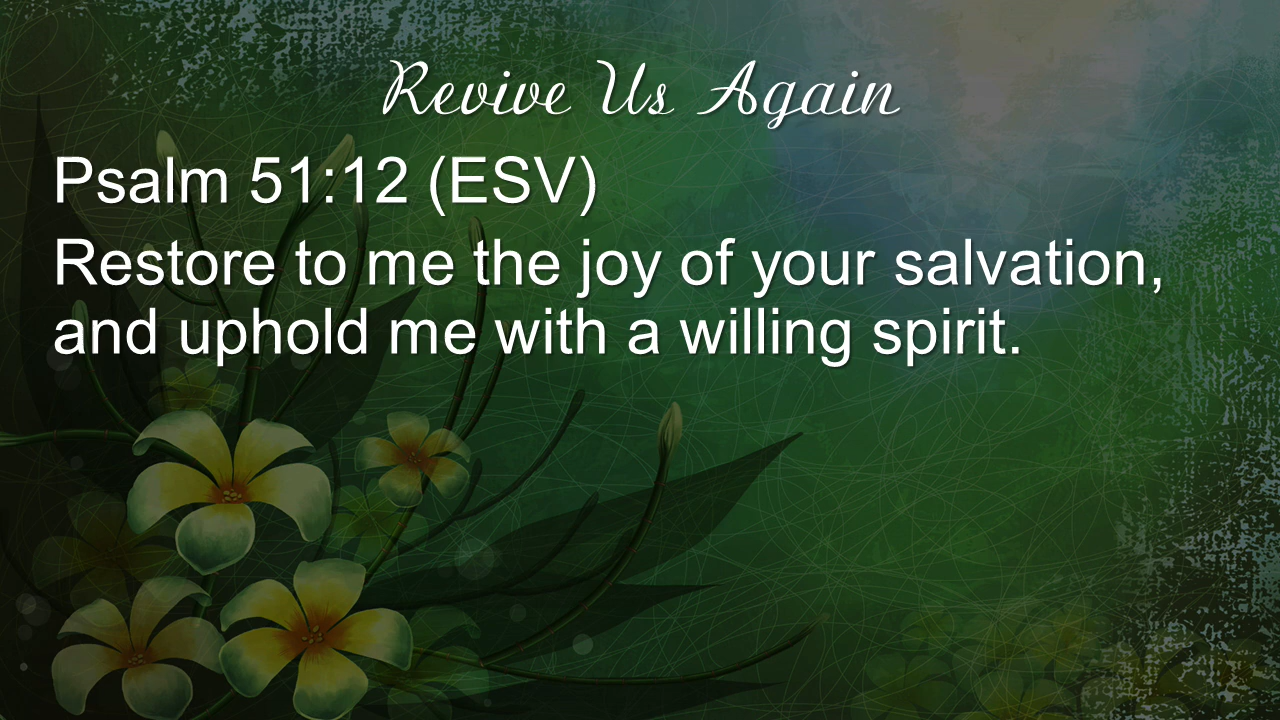 Revive Us Again
Psalm 51:12 (ESV)
Restore to me the joy of your salvation,
and uphold me with a willing spirit.